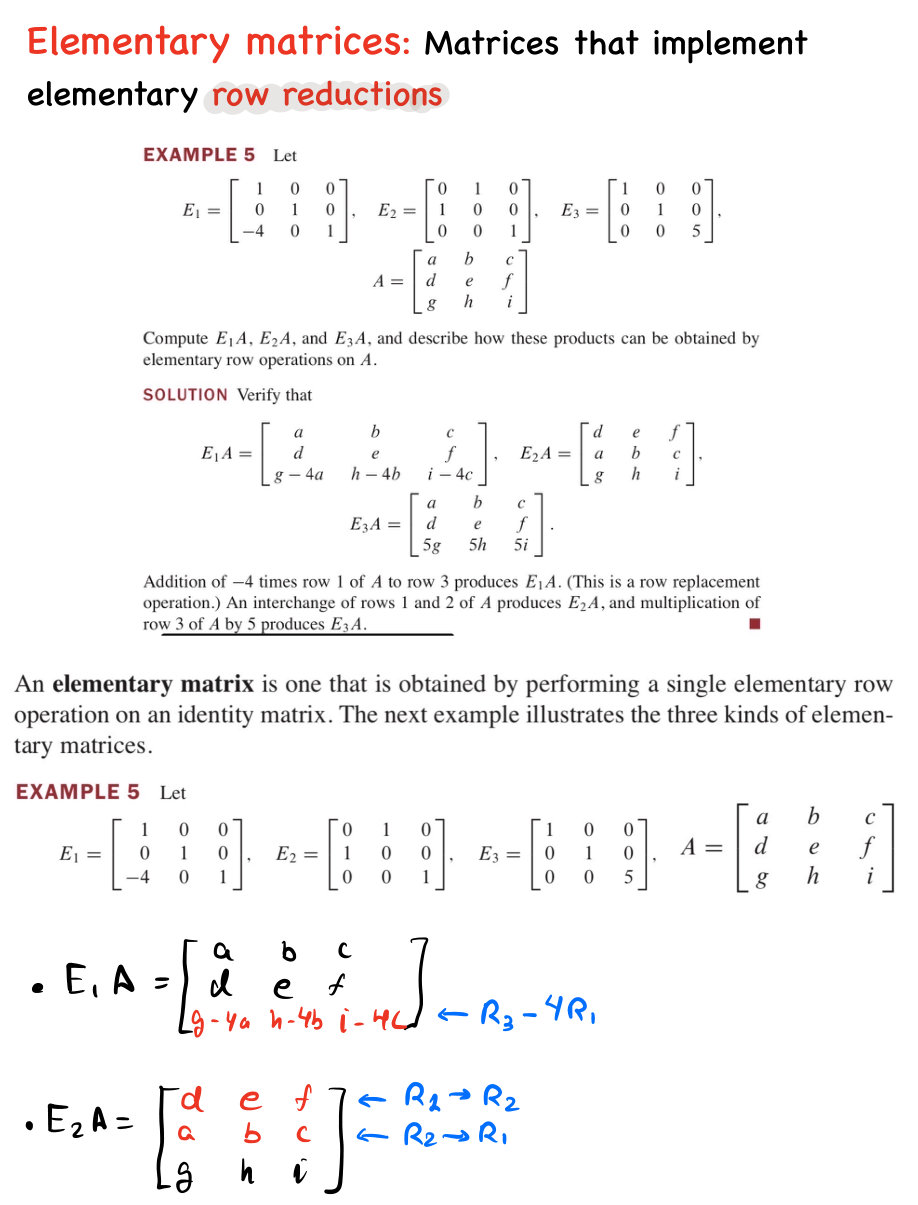 Elementary matrices: Matrices that implement
elementary row reductions
EXAMPLE 5 Let
E₁ = [ 1 0 0 ; 0 1 0 ; −4 0 1 ], E₂ = [ 0 1 0 ; 1 0 0 ; 0 0 1 ], E₃ = [ 1 0 0 ; 0 1 0 ; 0 0 5 ],
A = [ a b c ; d e f ; g h i ]
Compute E₁A, E₂A, and E₃A, and describe how these products can be obtained by
elementary row operations on A.
SOLUTION Verify that
E₁A = [ a b c ; d e f ; g − 4a h − 4b i − 4c ], E₂A = [ d e f ; a b c ; g h i ],
E₃A = [ a b c ; d e f ; 5g 5h 5i ].
Addition of −4 times row 1 of A to row 3 produces E₁A. (This is a row replacement
operation.) An interchange of rows 1 and 2 of A produces E₂A, and multiplication of
row 3 of A by 5 produces E₃A.
An elementary matrix is one that is obtained by performing a single elementary row
operation on an identity matrix. The next example illustrates the three kinds of elemen-
tary matrices.
EXAMPLE 5 Let
E₁ = [ 1 0 0 ; 0 1 0 ; −4 0 1 ], E₂ = [ 0 1 0 ; 1 0 0 ; 0 0 1 ], E₃ = [ 1 0 0 ; 0 1 0 ; 0 0 5 ], A = [ a b c ; d e f ; g h i ]
• E₁A = [ a b c ; d e f ; g-4a h-4b i-4c ] ← R₃ - 4R₁
• E₂A = [ d e f ; a b c ; g h i ] ← R₁ → R₂ ← R₂ → R₁